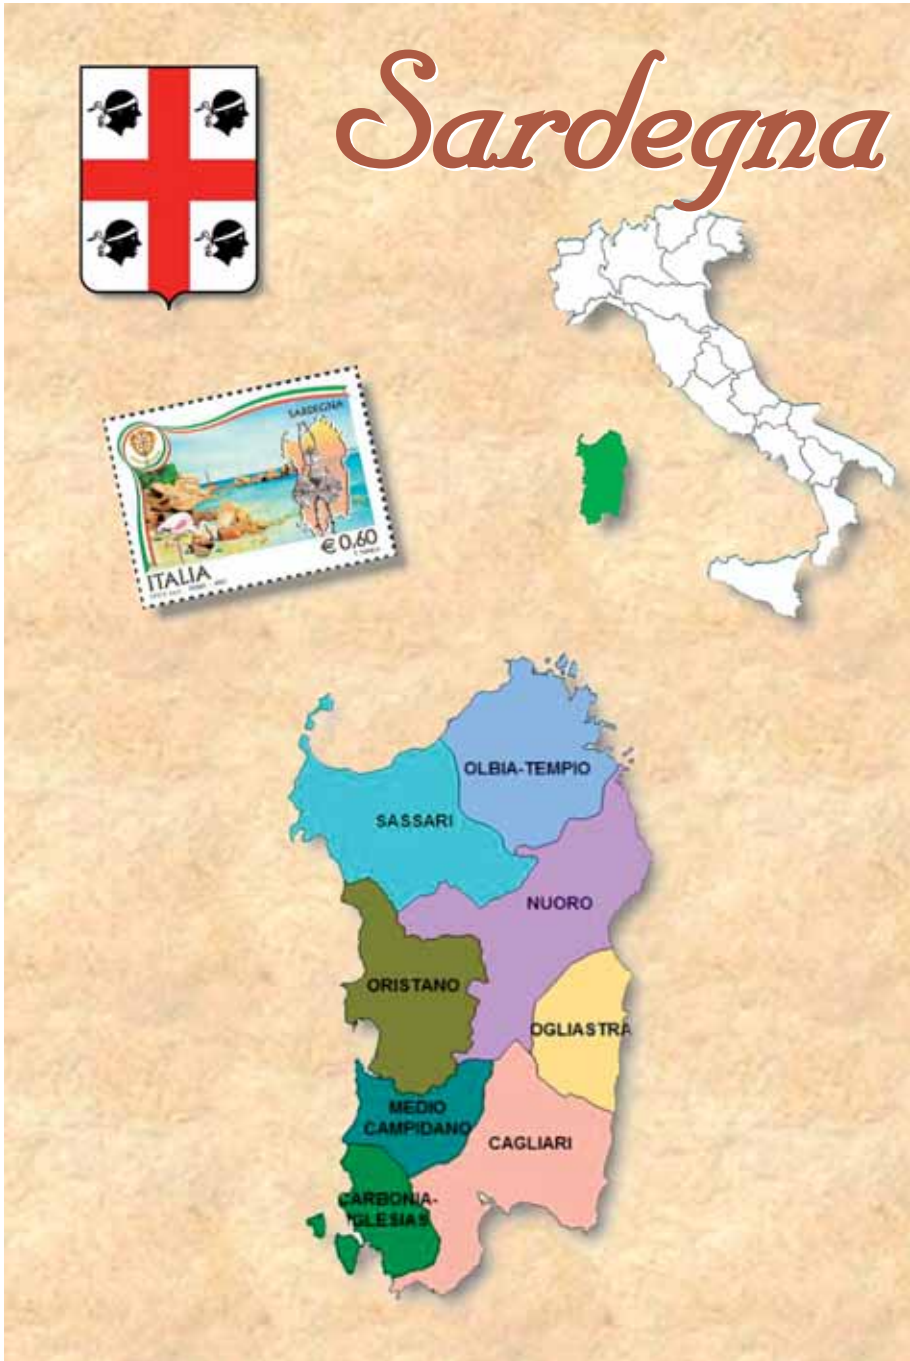 Sardegna
SARDEGNA
€ 0,60
ITALIA
OLBIA-TEMPIO
SASSARI
NUORO
ORISTANO
OGLIASTRA
MEDIO
CAMPIDANO
CAGLIARI
CARBONIA-
IGLESIAS